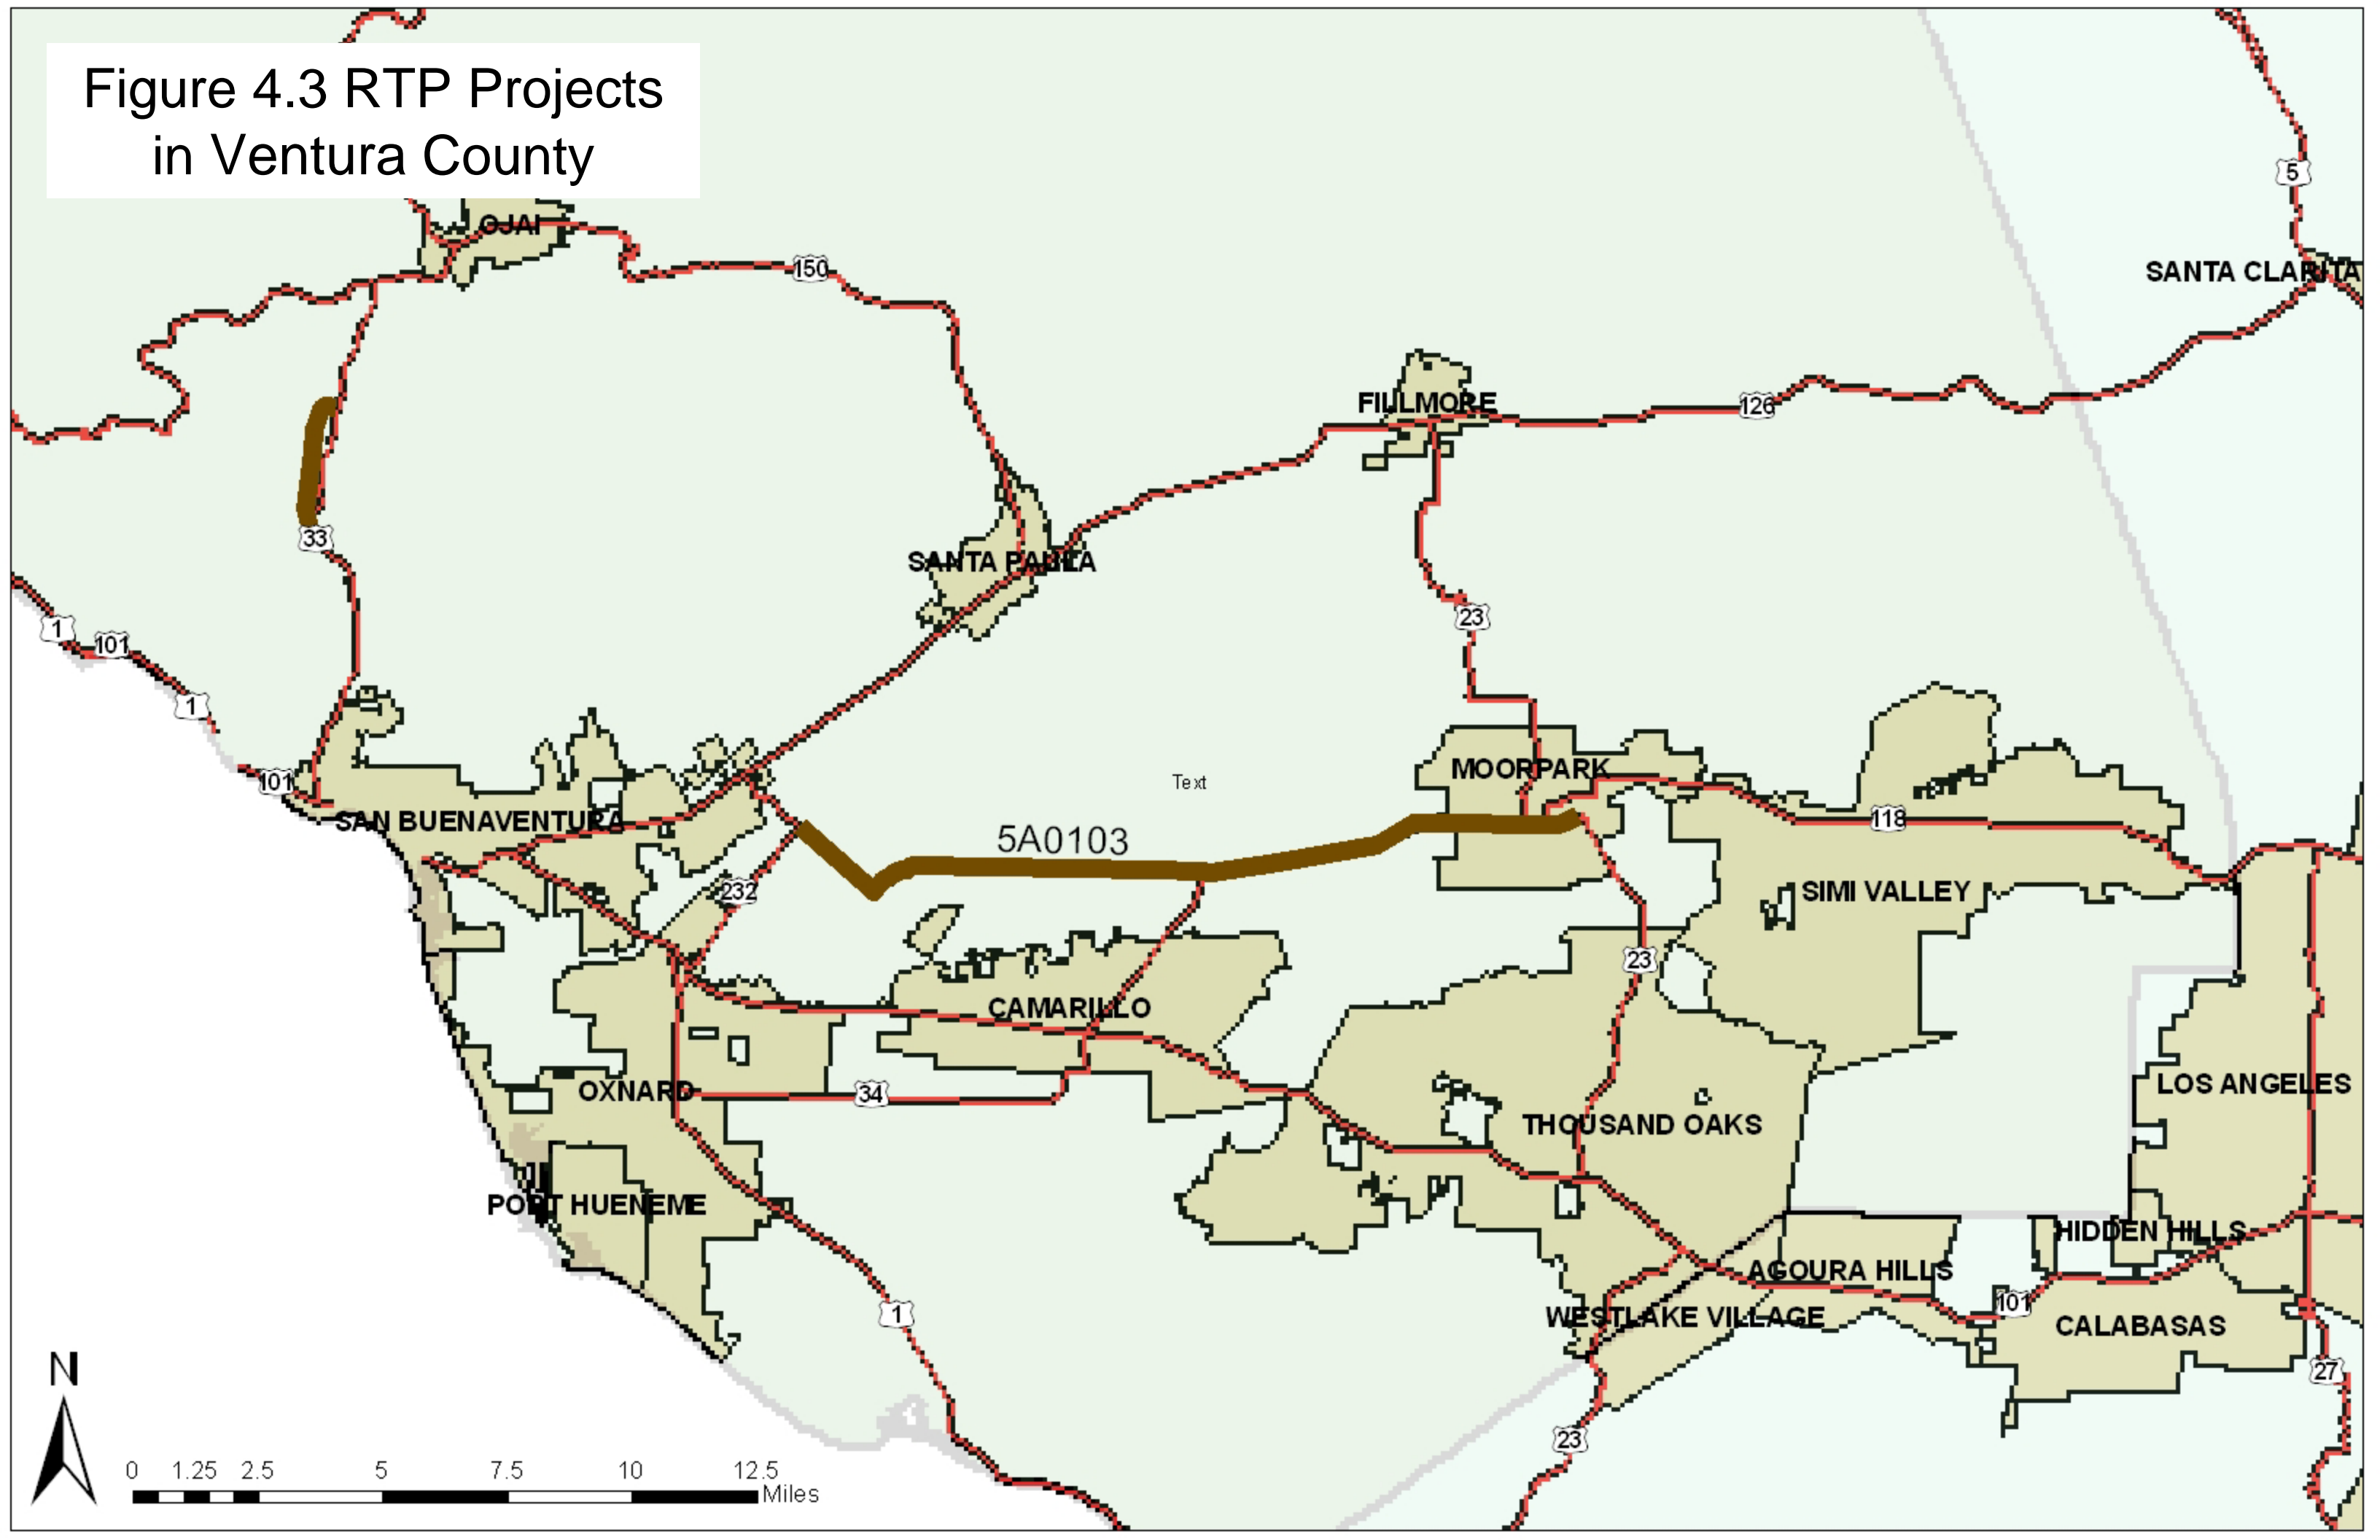 Figure 4.3 RTP Projects
in Ventura County
5
OJAI
150
SANTA CLARITA
FILLMORE
126
33
SANTA PAULA
23
1
101
1
101
MOORPARK
Text
SAN BUENAVENTURA
118
5A0103
232
SIMI VALLEY
23
CAMARILLO
LOS ANGELES
OXNARD
34
THOUSAND OAKS
PORT HUENEME
HIDDEN HILLS
AGOURA HILLS
101
1
WESTLAKE VILLAGE
CALABASAS
N
27
23
0 1.25 2.5 5 7.5 10 12.5
Miles